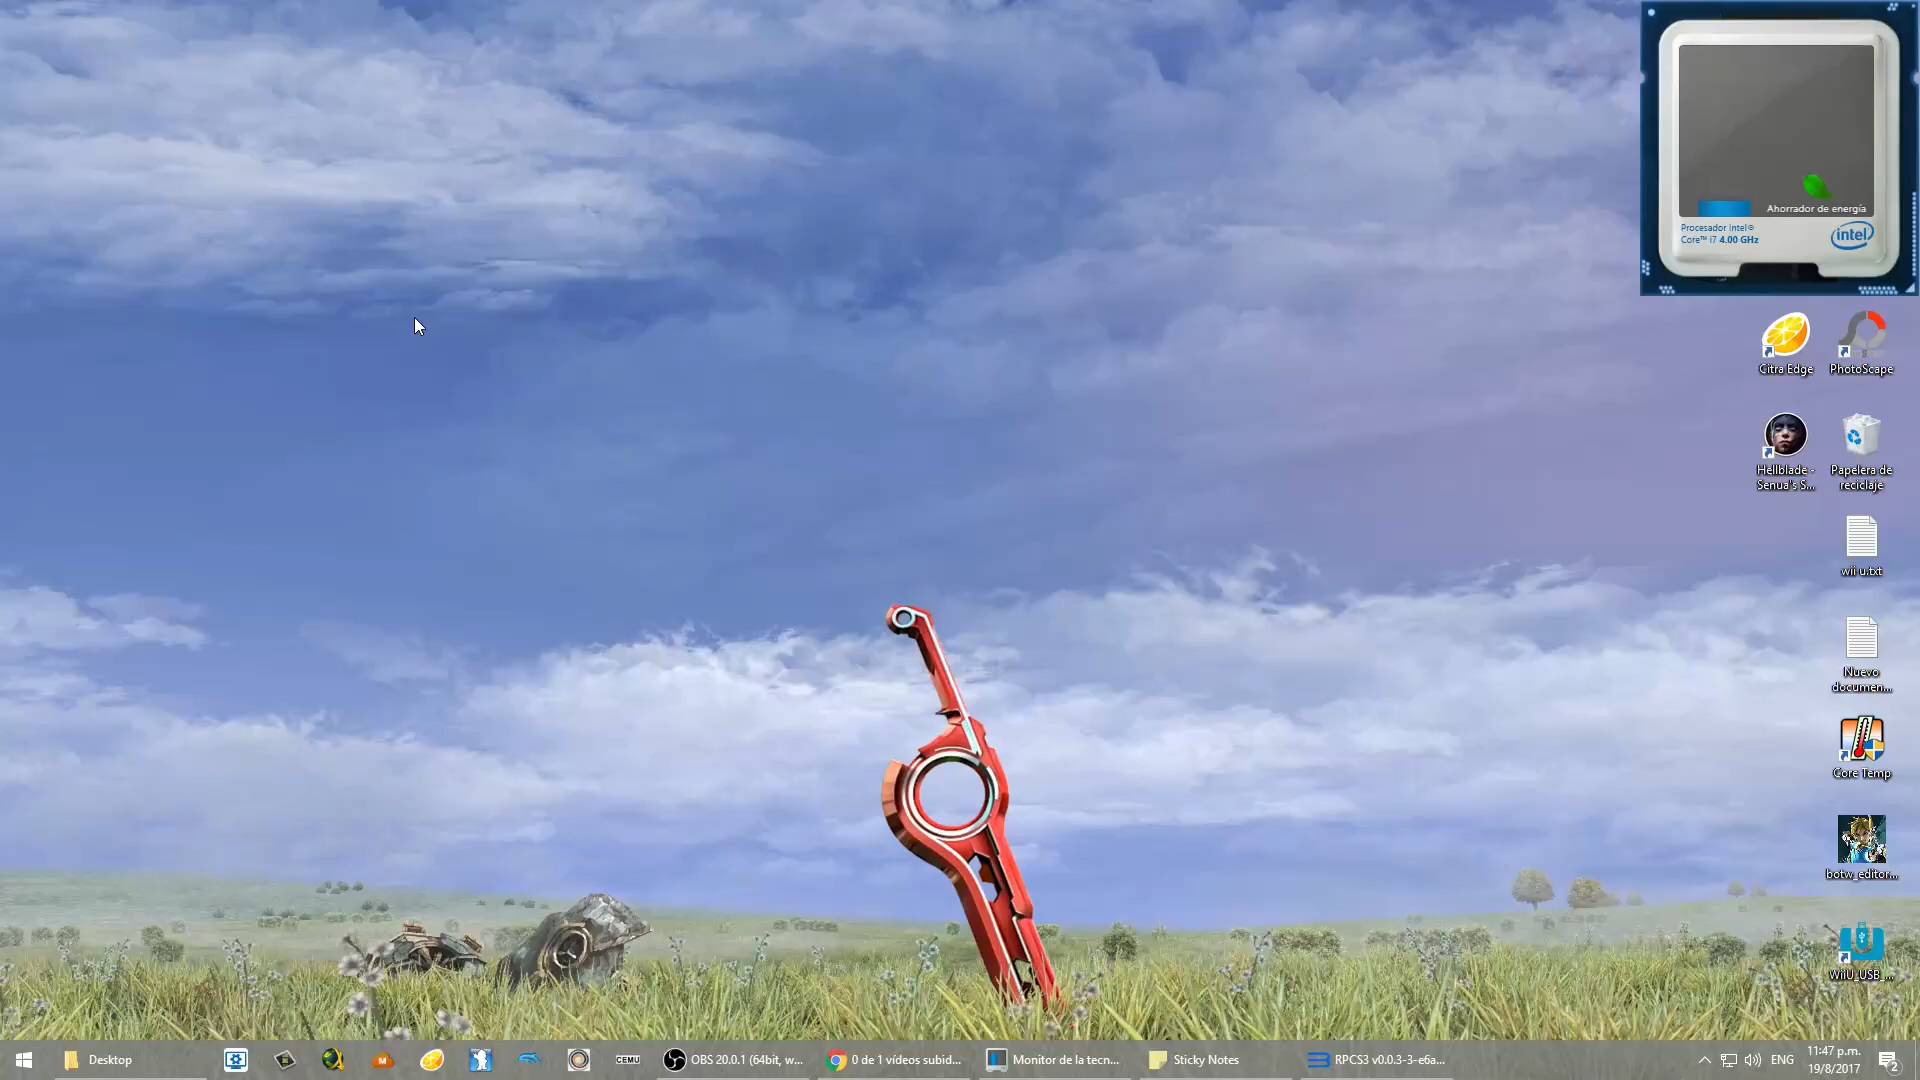 Ahorrador de energía
Procesador Intel®
Core™ i7 4.00 GHz
intel
Citra Edge
PhotoScape
Hellblade -
Senua's S...
Papelera de
reciclaje
wii u.txt
Nuevo
documen...
Core Temp
botw_editor...
WiiU_USB_...
Desktop
CEMU
OBS 20.0.1 (64bit, w...
0 de 1 vídeos subid...
Monitor de la tecn...
Sticky Notes
RPCS3 v0.0.3-3-e6a...
ENG
11:47 p.m.
19/8/2017
2